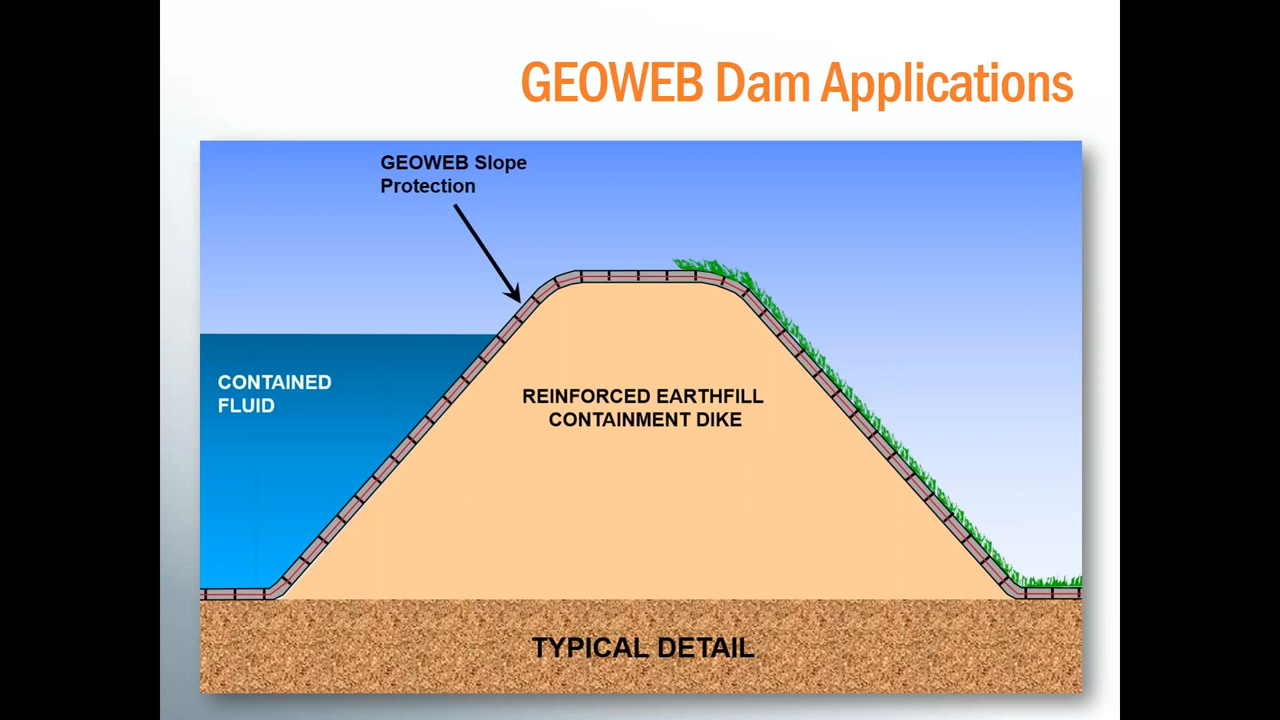 GEOWEB Dam Applications
GEOWEB Slope
Protection
CONTAINED
FLUID
REINFORCED EARTHFILL
CONTAINMENT DIKE
TYPICAL DETAIL